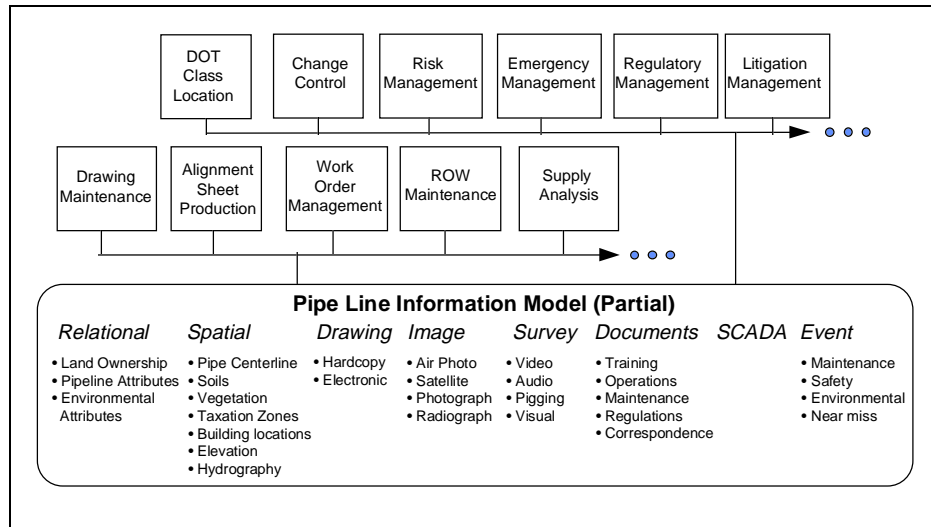 DOT
Class
Location
Change
Control
Risk
Management
Emergency
Management
Regulatory
Management
Litigation
Management
Drawing
Maintenance
Alignment
Sheet
Production
Work
Order
Management
ROW
Maintenance
Supply
Analysis
Pipe Line Information Model (Partial)
Relational
• Land Ownership
• Pipeline Attributes
• Environmental
Attributes
Spatial
• Pipe Centerline
• Soils
• Vegetation
• Taxation Zones
• Building locations
• Elevation
• Hydrography
Drawing
• Hardcopy
• Electronic
Image
• Air Photo
• Satellite
• Photograph
• Radiograph
Survey
• Video
• Audio
• Pigging
• Visual
Documents
• Training
• Operations
• Maintenance
• Regulations
• Correspondence
SCADA
Event
• Maintenance
• Safety
• Environmental
• Near miss